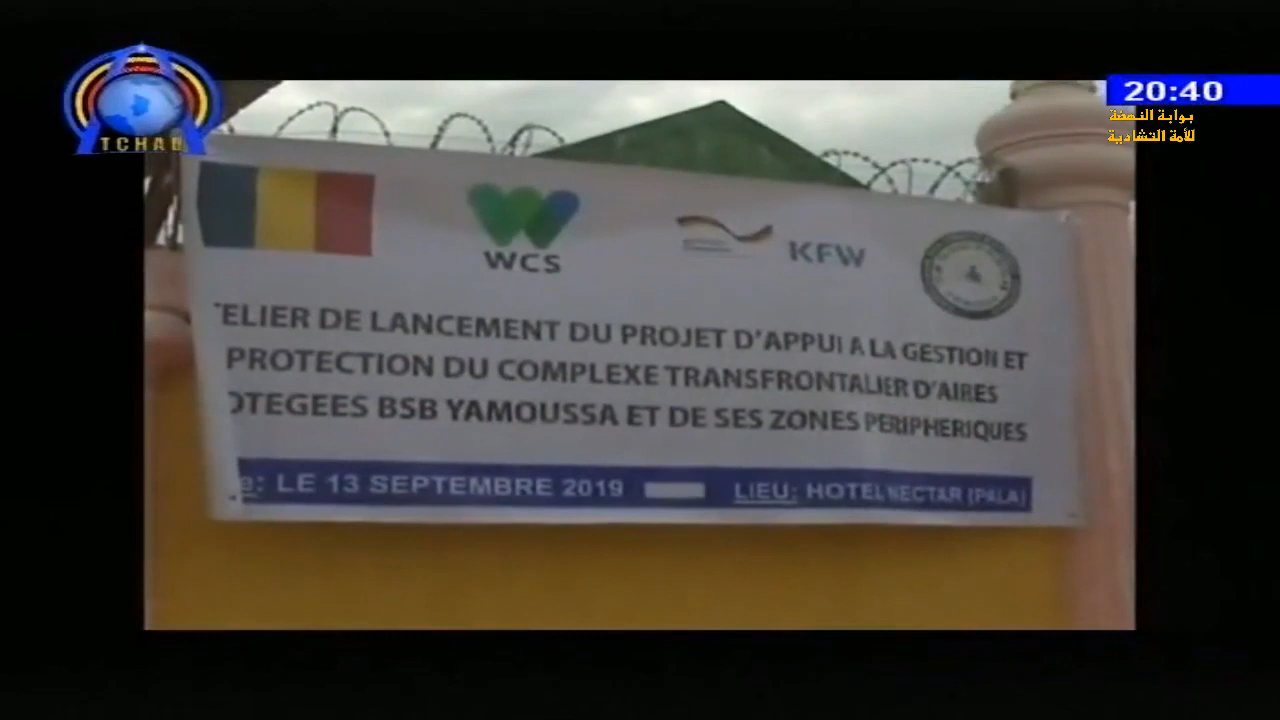 TCHAD
20:40
بوابة النهضة
للأمة التشادية
WCS
KFW
ELIER DE LANCEMENT DU PROJET D'APPUI A LA GESTION ET
PROTECTION DU COMPLEXE TRANSFRONTALIER D'AIRES
OTEGEES BSB YAMOUSSA ET DE SES ZONES PERIPHERIQUES
e: LE 13 SEPTEMBRE 2019 LIEU: HOTEL NECTAR (PALA)